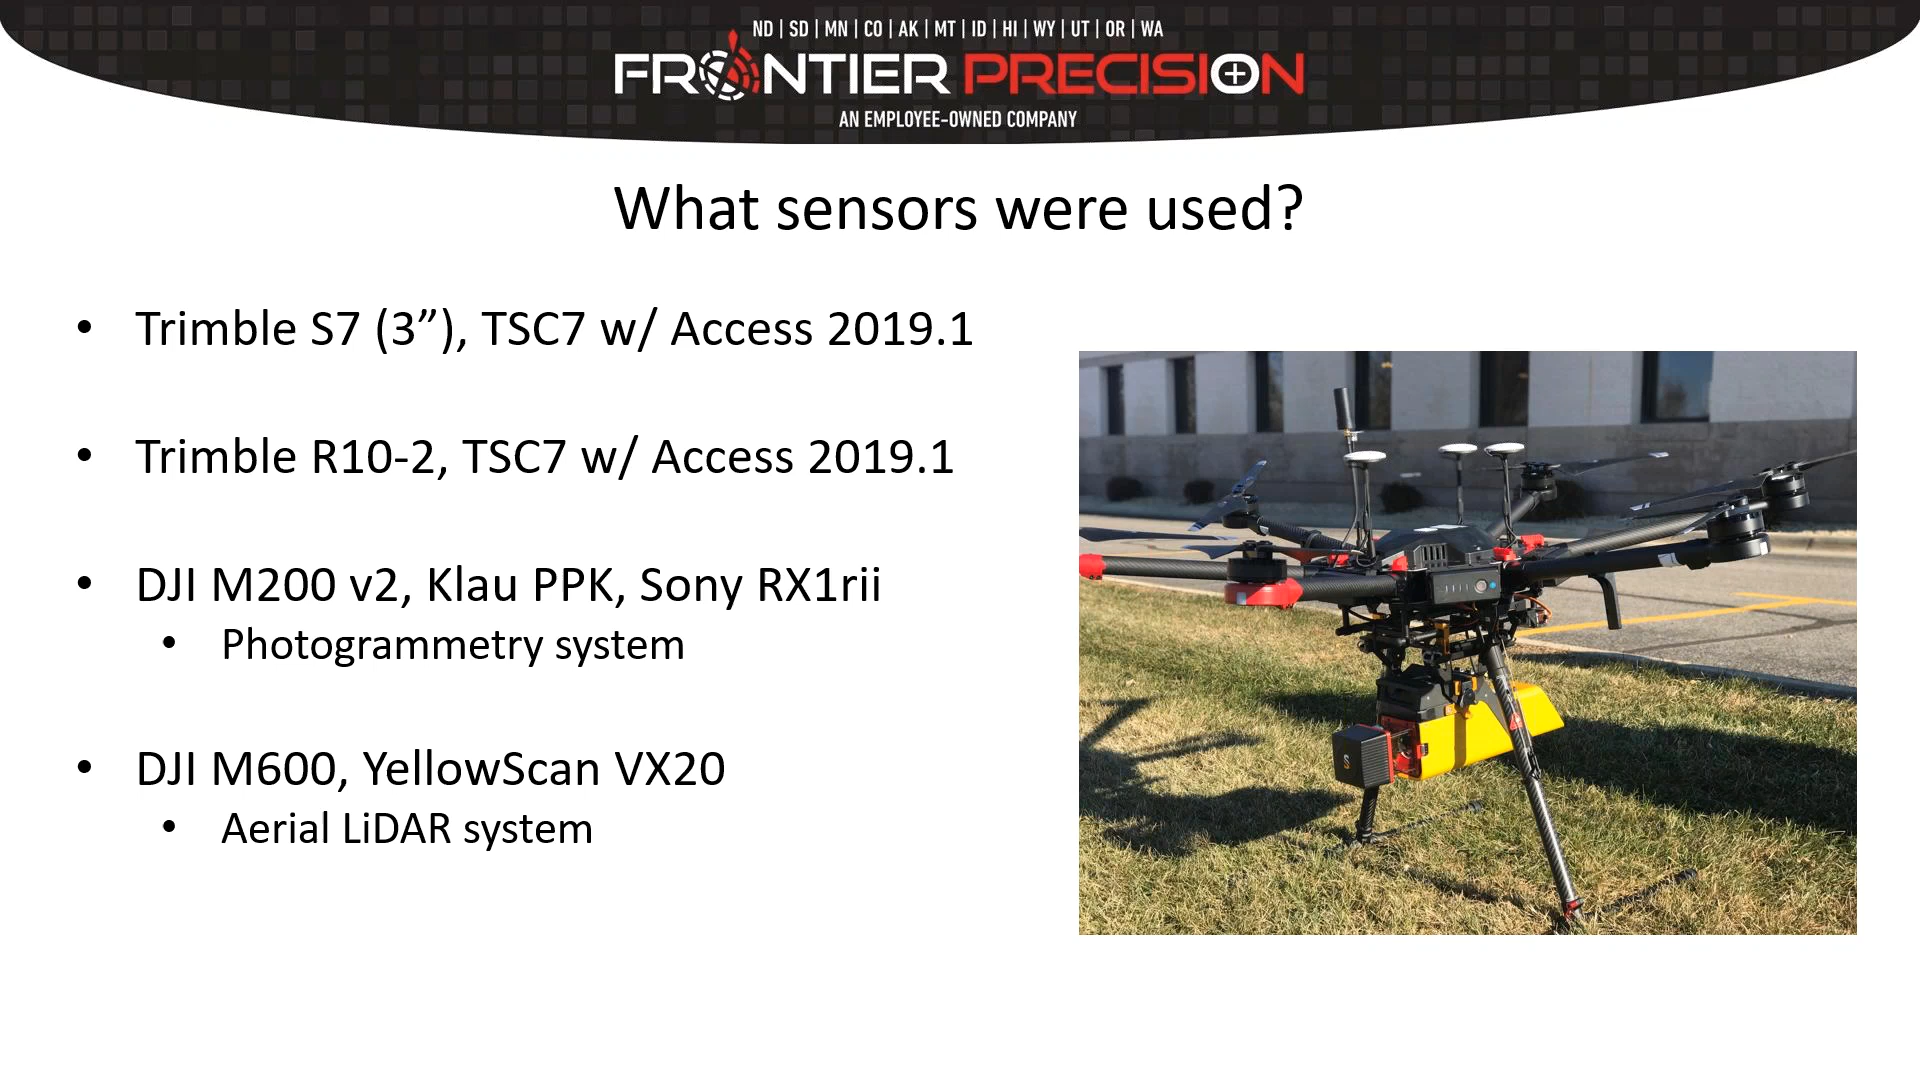 ND | SD | MN | CO | AK | MT | ID | HI | WY | UT | OR | WA
FRONTIER PRECISION
AN EMPLOYEE-OWNED COMPANY
What sensors were used?
• Trimble S7 (3”), TSC7 w/ Access 2019.1
• Trimble R10-2, TSC7 w/ Access 2019.1
• DJI M200 v2, Klau PPK, Sony RX1rii
• Photogrammetry system
• DJI M600, YellowScan VX20
• Aerial LiDAR system